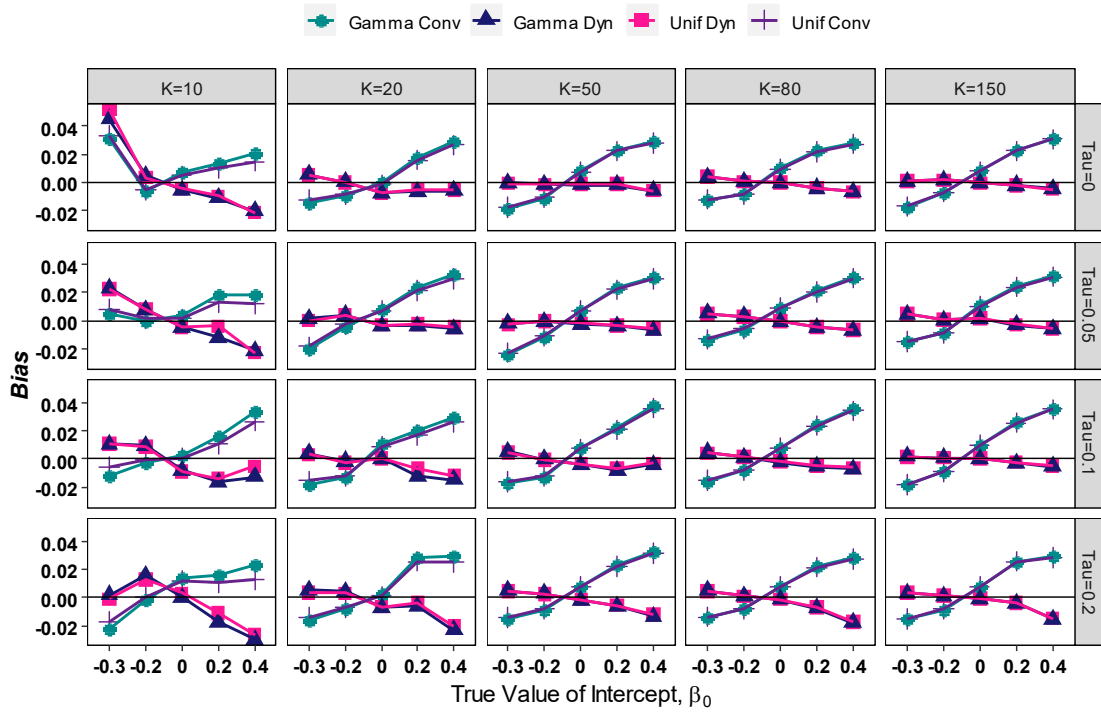 Gamma Conv Gamma Dyn Unif Dyn Unif Conv
K=10 K=20 K=50 K=80 K=150
0.04
0.02
0.00
-0.02
Tau=0
0.04
0.02
0.00
-0.02
Tau=0.05
0.04
0.02
0.00
-0.02
Tau=0.1
0.04
0.02
0.00
-0.02
Tau=0.2
Bias
-0.3 -0.2 0 0.2 0.4 -0.3 -0.2 0 0.2 0.4 -0.3 -0.2 0 0.2 0.4 -0.3 -0.2 0 0.2 0.4 -0.3 -0.2 0 0.2 0.4
True Value of Intercept, β₀